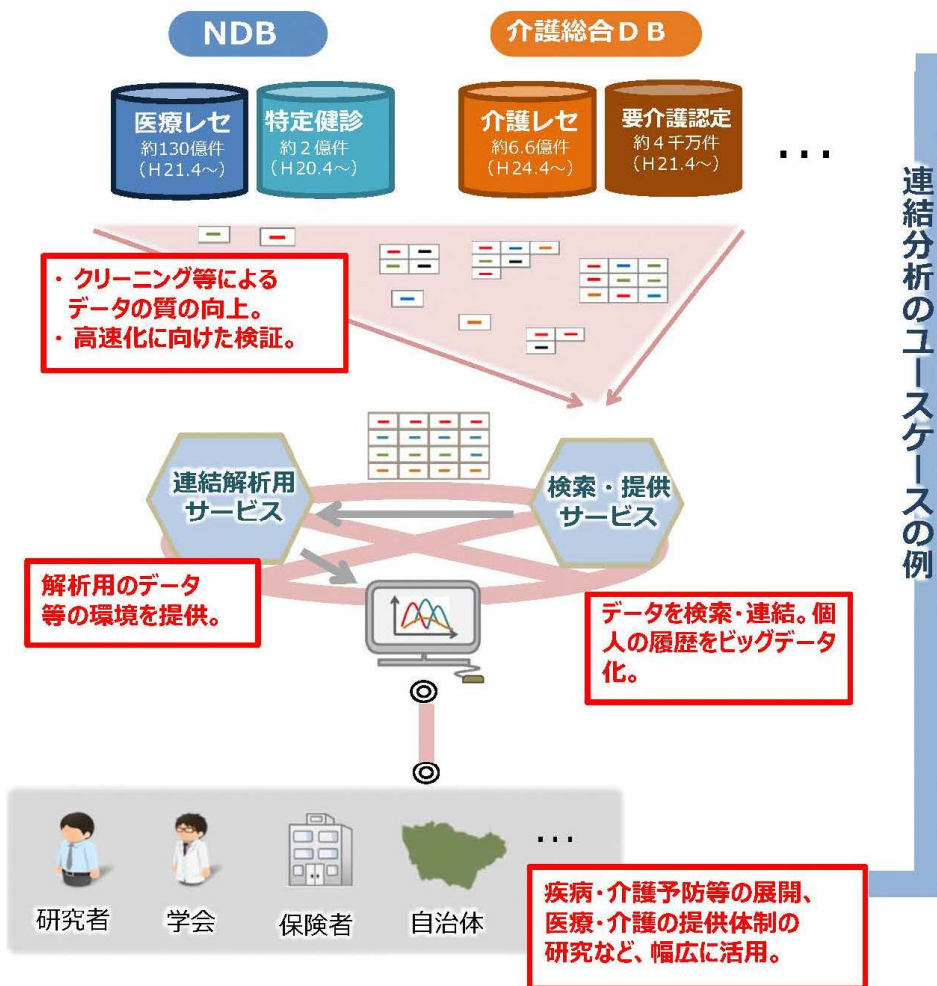 NDB
介護総合DB
医療レセ
約130億件
（H21.4～）
特定健診
約２億件
（H20.4～）
介護レセ
約6.6億件
（H24.4～）
要介護認定
約４千万件
（H21.4～）
…
連結分析のユースケースの例
・ クリーニング等による
データの質の向上。
・ 高速化に向けた検証。
連結解析用
サービス
検索・提供
サービス
解析用のデータ
等の環境を提供。
データを検索・連結。個
人の履歴をビッグデータ
化。
研究者
学会
保険者
自治体
…
疾病・介護予防等の展開、
医療・介護の提供体制の
研究など、幅広に活用。